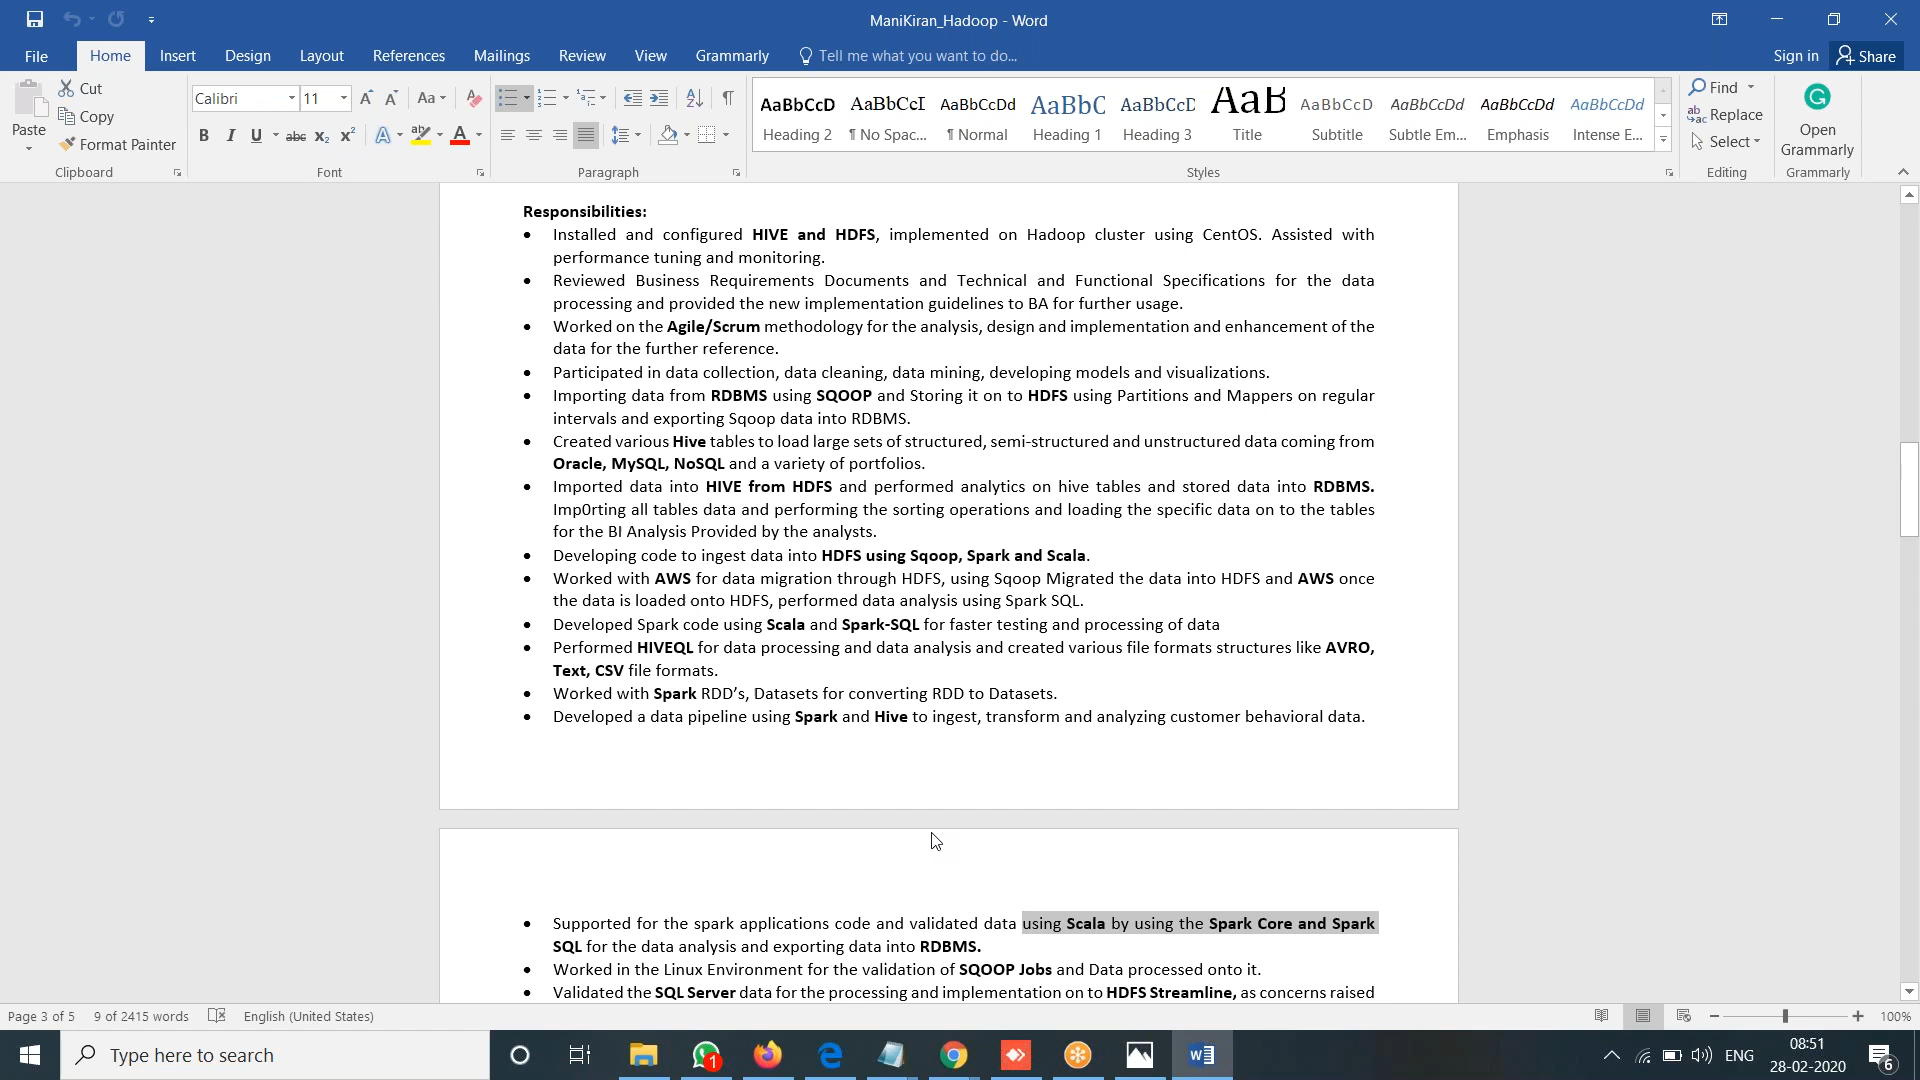 ManiKiran_Hadoop - Word
File Home Insert Design Layout References Mailings Review View Grammarly Tell me what you want to do... Sign in Share
Paste
Cut
Copy
Format Painter
Clipboard
Calibri 11
Font
Paragraph
AaBbCcD AaBbCcI AaBbCcDd AaBbC AaBbCcD AaB AaBbCcD AaBbCcDd AaBbCcDd AaBbCcDd
Heading 2 ¶ No Spac... ¶ Normal Heading 1 Heading 3 Title Subtitle Subtle Em... Emphasis Intense E...
Styles
Find
Replace
Select
Editing
Open
Grammarly
Grammarly
Responsibilities:
• Installed and configured HIVE and HDFS, implemented on Hadoop cluster using CentOS. Assisted with
performance tuning and monitoring.
• Reviewed Business Requirements Documents and Technical and Functional Specifications for the data
processing and provided the new implementation guidelines to BA for further usage.
• Worked on the Agile/Scrum methodology for the analysis, design and implementation and enhancement of the
data for the further reference.
• Participated in data collection, data cleaning, data mining, developing models and visualizations.
• Importing data from RDBMS using SQOOP and Storing it on to HDFS using Partitions and Mappers on regular
intervals and exporting Sqoop data into RDBMS.
• Created various Hive tables to load large sets of structured, semi-structured and unstructured data coming from
Oracle, MySQL, NoSQL and a variety of portfolios.
• Imported data into HIVE from HDFS and performed analytics on hive tables and stored data into RDBMS.
Imp0rting all tables data and performing the sorting operations and loading the specific data on to the tables
for the BI Analysis Provided by the analysts.
• Developing code to ingest data into HDFS using Sqoop, Spark and Scala.
• Worked with AWS for data migration through HDFS, using Sqoop Migrated the data into HDFS and AWS once
the data is loaded onto HDFS, performed data analysis using Spark SQL.
• Developed Spark code using Scala and Spark-SQL for faster testing and processing of data
• Performed HIVEQL for data processing and data analysis and created various file formats structures like AVRO,
Text, CSV file formats.
• Worked with Spark RDD's, Datasets for converting RDD to Datasets.
• Developed a data pipeline using Spark and Hive to ingest, transform and analyzing customer behavioral data.
• Supported for the spark applications code and validated data using Scala by using the Spark Core and Spark
SQL for the data analysis and exporting data into RDBMS.
• Worked in the Linux Environment for the validation of SQOOP Jobs and Data processed onto it.
• Validated the SQL Server data for the processing and implementation on to HDFS Streamline, as concerns raised
Page 3 of 5 9 of 2415 words English (United States) 100%
Type here to search
1
ENG
08:51
28-02-2020
6